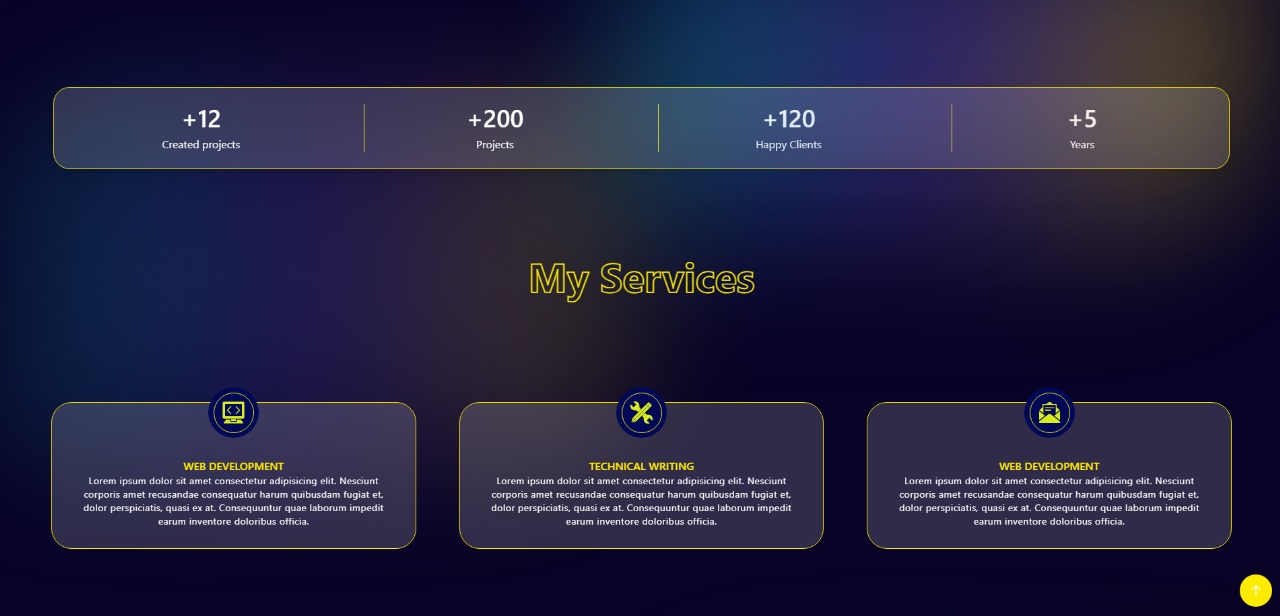 +12 +200 +120 +5
Created projects Projects Happy Clients Years
My Services
WEB DEVELOPMENT
Lorem ipsum dolor sit amet consectetur adipisicing elit. Nesciunt
corporis amet recusandae consequatur harum quibusdam fugiat et,
dolor perspiciatis, quasi ex at. Consequuntur quae laborum impedit
earum inventore doloribus officia.
TECHNICAL WRITING
Lorem ipsum dolor sit amet consectetur adipisicing elit. Nesciunt
corporis amet recusandae consequatur harum quibusdam fugiat et,
dolor perspiciatis, quasi ex at. Consequuntur quae laborum impedit
earum inventore doloribus officia.
WEB DEVELOPMENT
Lorem ipsum dolor sit amet consectetur adipisicing elit. Nesciunt
corporis amet recusandae consequatur harum quibusdam fugiat et,
dolor perspiciatis, quasi ex at. Consequuntur quae laborum impedit
earum inventore doloribus officia.